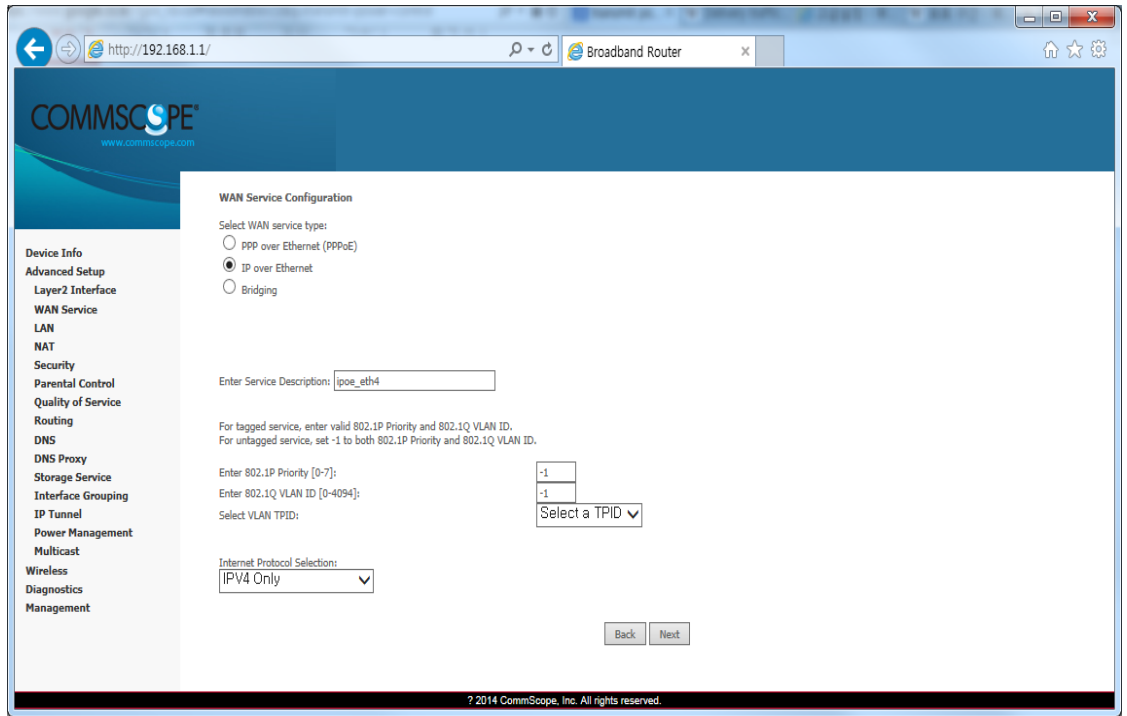 http://192.168.1.1/
Broadband Router
COMMSCOPE®
www.commscope.com
Device Info
Advanced Setup
Layer2 Interface
WAN Service
LAN
NAT
Security
Parental Control
Quality of Service
Routing
DNS
DNS Proxy
Storage Service
Interface Grouping
IP Tunnel
Power Management
Multicast
Wireless
Diagnostics
Management
WAN Service Configuration
Select WAN service type:
PPP over Ethernet (PPPoE)
IP over Ethernet
Bridging
Enter Service Description: ipoe_eth4
For tagged service, enter valid 802.1P Priority and 802.1Q VLAN ID.
For untagged service, set -1 to both 802.1P Priority and 802.1Q VLAN ID.
Enter 802.1P Priority [0-7]: -1
Enter 802.1Q VLAN ID [0-4094]: -1
Select VLAN TPID: Select a TPID
Internet Protocol Selection:
IPV4 Only
Back Next
? 2014 CommScope, Inc. All rights reserved.